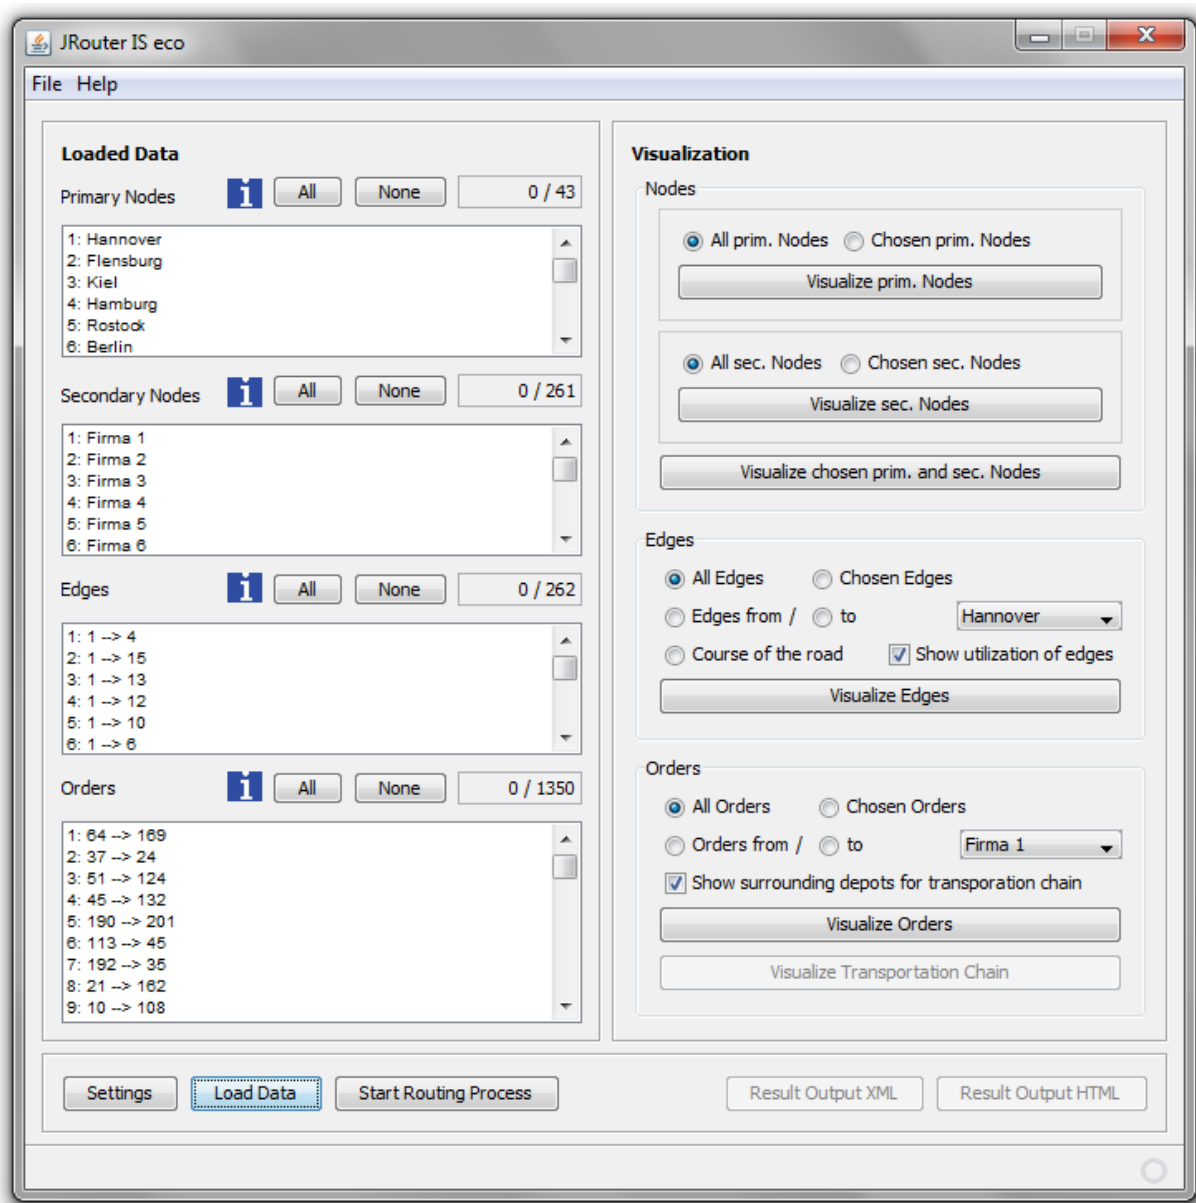 JRouter IS eco
File Help
Loaded Data
Primary Nodes i All None 0 / 43
1: Hannover
2: Flensburg
3: Kiel
4: Hamburg
5: Rostock
6: Berlin
Secondary Nodes i All None 0 / 261
1: Firma 1
2: Firma 2
3: Firma 3
4: Firma 4
5: Firma 5
6: Firma 6
Edges i All None 0 / 262
1: 1 --> 4
2: 1 --> 15
3: 1 --> 13
4: 1 --> 12
5: 1 --> 10
6: 1 --> 6
Orders i All None 0 / 1350
1: 64 --> 169
2: 37 --> 24
3: 51 --> 124
4: 45 --> 132
5: 190 --> 201
6: 113 --> 45
7: 192 --> 35
8: 21 --> 162
9: 10 --> 108
Visualization
Nodes
All prim. Nodes Chosen prim. Nodes
Visualize prim. Nodes
All sec. Nodes Chosen sec. Nodes
Visualize sec. Nodes
Visualize chosen prim. and sec. Nodes
Edges
All Edges Chosen Edges
Edges from / to Hannover
Course of the road Show utilization of edges
Visualize Edges
Orders
All Orders Chosen Orders
Orders from / to Firma 1
Show surrounding depots for transporation chain
Visualize Orders
Visualize Transportation Chain
Settings Load Data Start Routing Process Result Output XML Result Output HTML